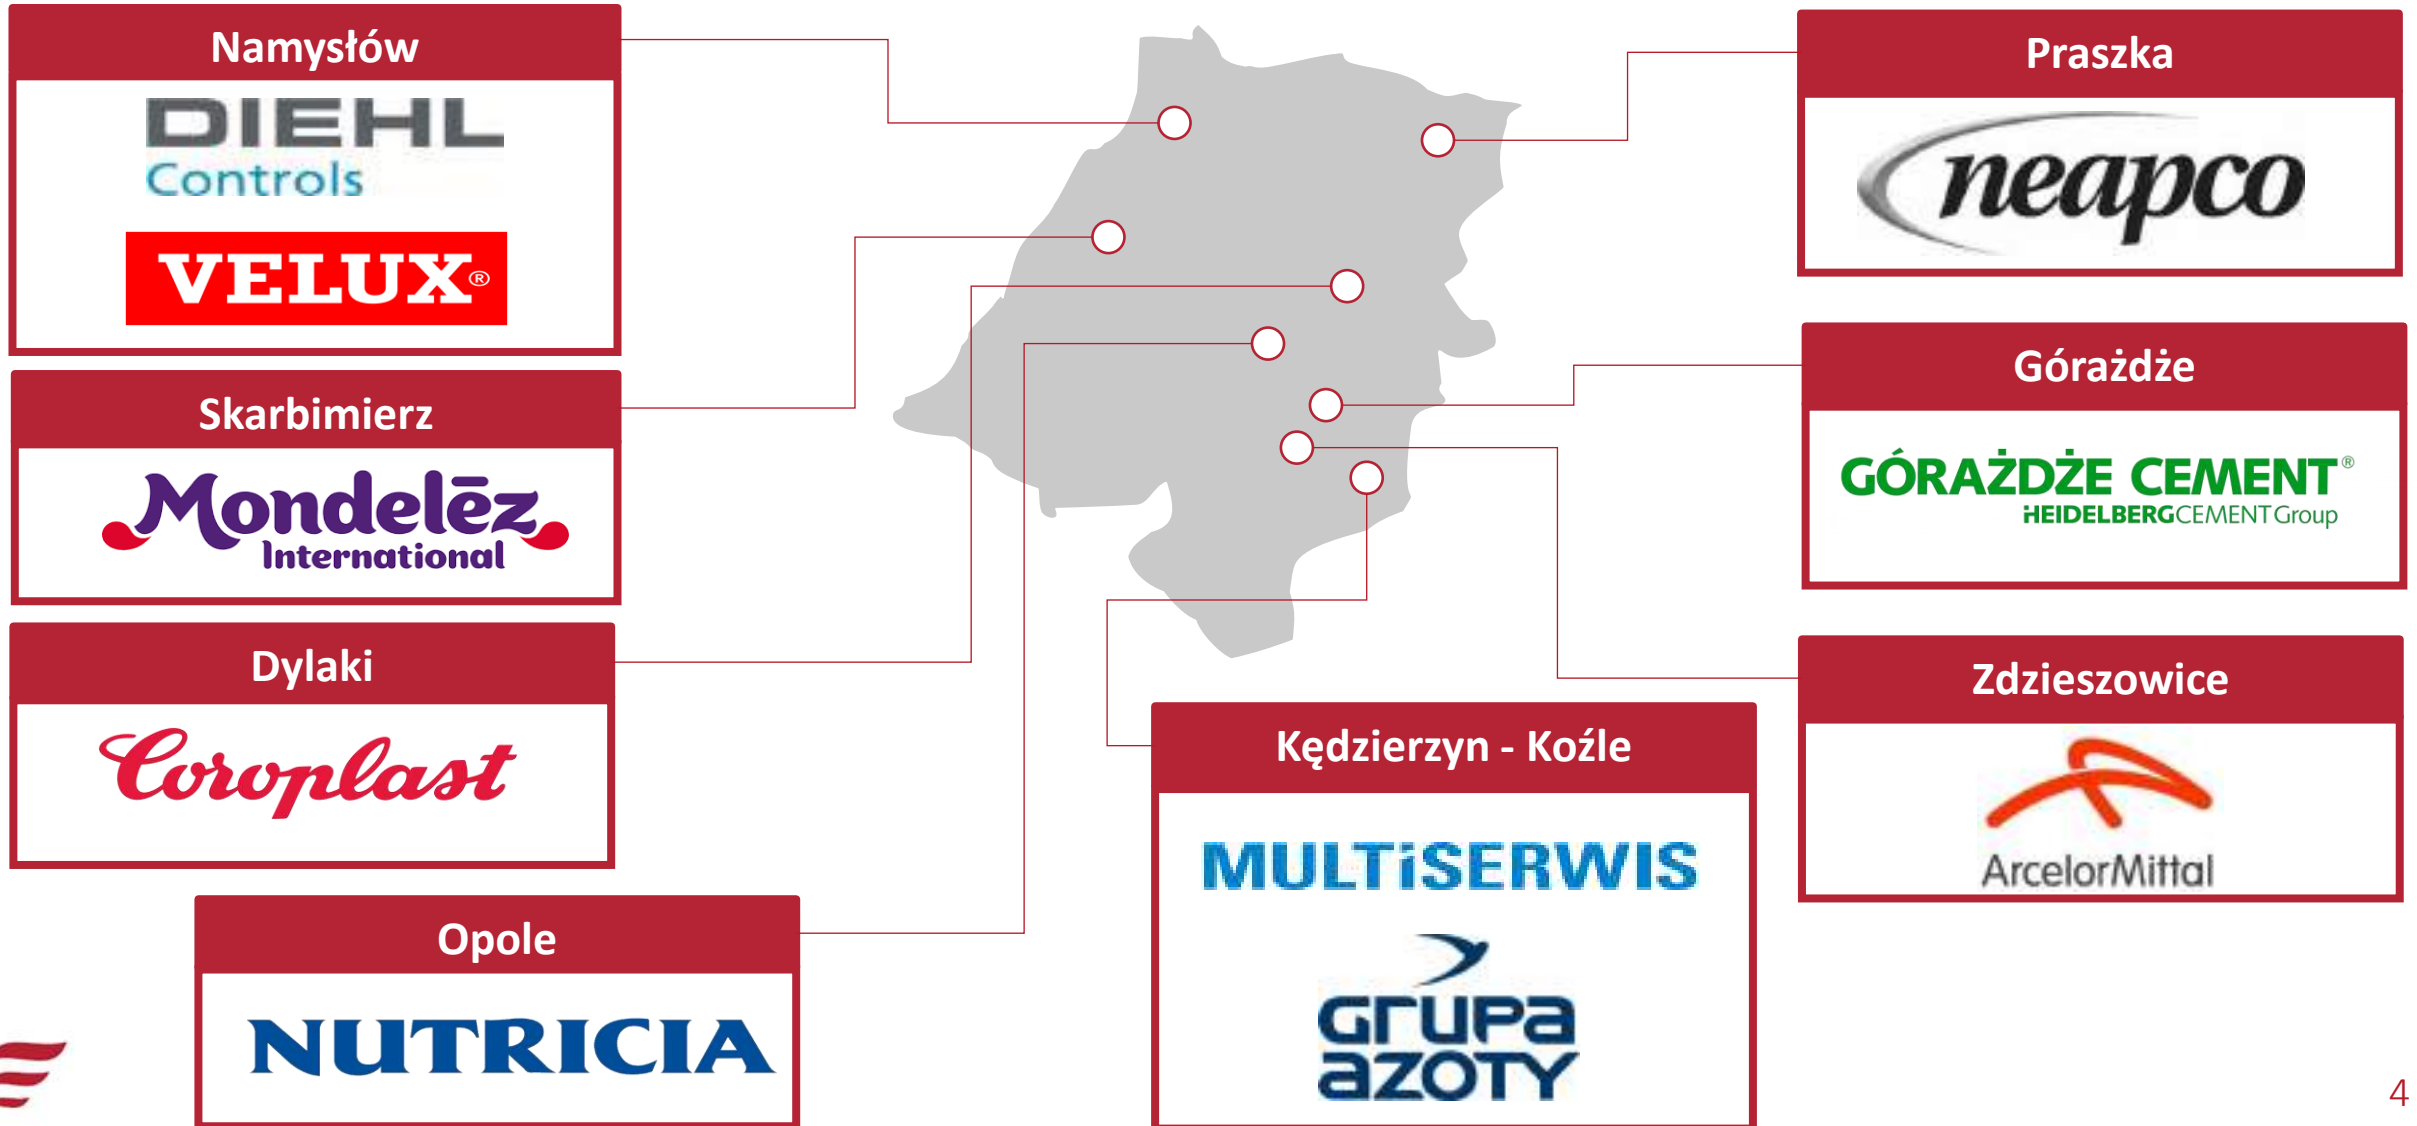 Namysłów
DIEHL
Controls
VELUX®
Skarbimierz
Mondelēz
International
Dylaki
Coroplast
Opole
NUTRICIA
Kędzierzyn - Koźle
MULTiSERWIS
GRUPA
AZOTY
Praszka
neapco
Górażdże
GÓRAŻDŻE CEMENT®
HEIDELBERGCEMENT Group
Zdzieszowice
ArcelorMittal
4